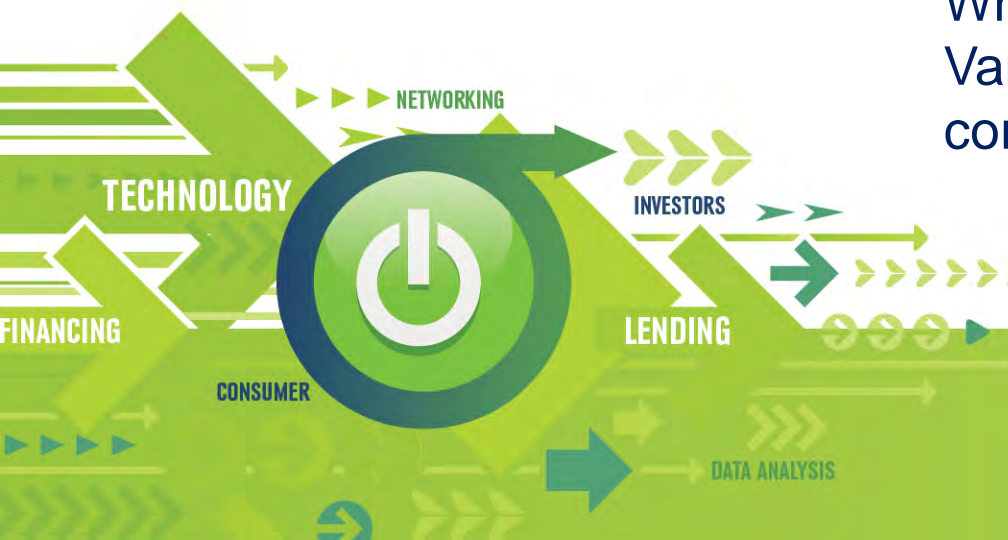 NETWORKING
TECHNOLOGY
INVESTORS
FINANCING
LENDING
CONSUMER
DATA ANALYSIS